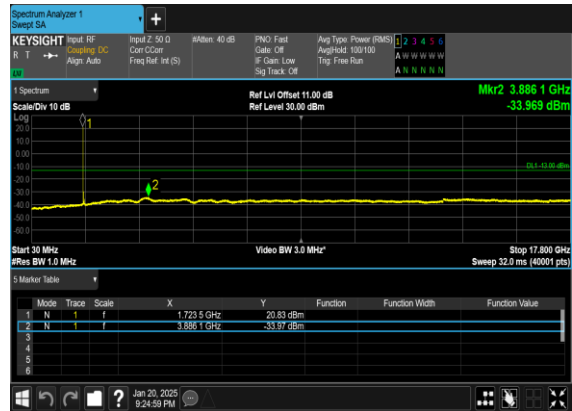 Spectrum Analyzer 1
Swept SA
+
KEYSIGHT Input: RF Input Z: 50 Ω #Atten: 40 dB PNO: Fast Avg Type: Power (RMS) 1 2 3 4 5 6
R T Coupling: DC Corr CCorr Gate: Off Avg|Hold: 100/100 A W W W W W
Align: Auto Freq Ref: Int (S) IF Gain: Low Trig: Free Run
LW Sig Track: Off A N N N N N
1 Spectrum Ref Lvl Offset 11.00 dB Mkr2 3.886 1 GHz
Scale/Div 10 dB Ref Level 30.00 dBm -33.969 dBm
Log
1
20.0
10.0
0.00
-10.0 DL1 -13.00 dBm
-20.0
2
-30.0
-40.0
-50.0
-60.0
Start 30 MHz Video BW 3.0 MHz* Stop 17.800 GHz
#Res BW 1.0 MHz Sweep 32.0 ms (40001 pts)
5 Marker Table
Mode Trace Scale X Y Function Function Width Function Value
1 N 1 f 1.723 5 GHz 20.83 dBm
2 N 1 f 3.886 1 GHz -33.97 dBm
3
4
5
6
? Jan 20, 2025
9:24:59 PM